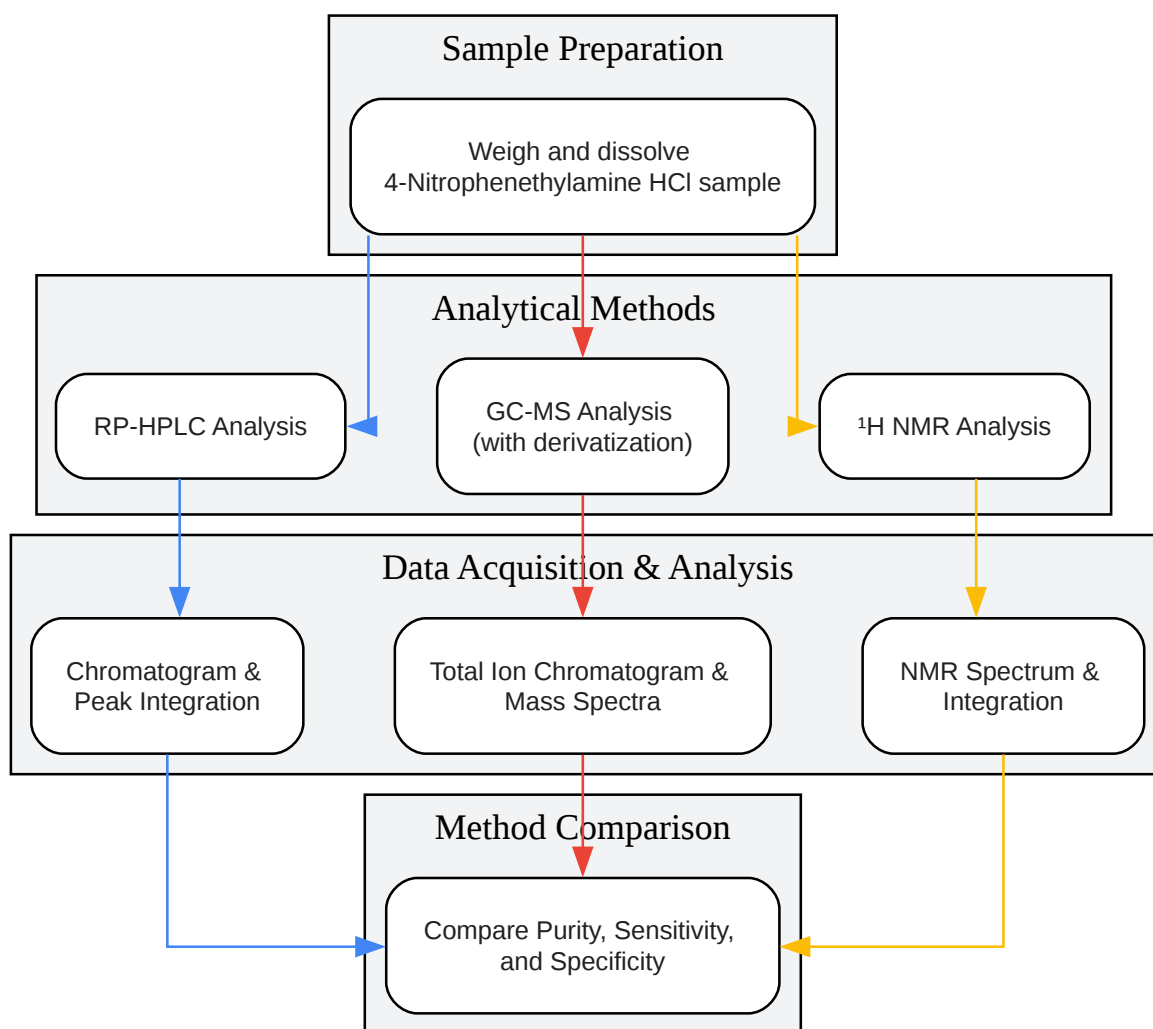 Sample Preparation
Weigh and dissolve
4-Nitrophenethylamine HCl sample
Analytical Methods
RP-HPLC Analysis
GC-MS Analysis
(with derivatization)
¹H NMR Analysis
Data Acquisition & Analysis
Chromatogram &
Peak Integration
Total Ion Chromatogram &
Mass Spectra
NMR Spectrum &
Integration
Method Comparison
Compare Purity, Sensitivity,
and Specificity